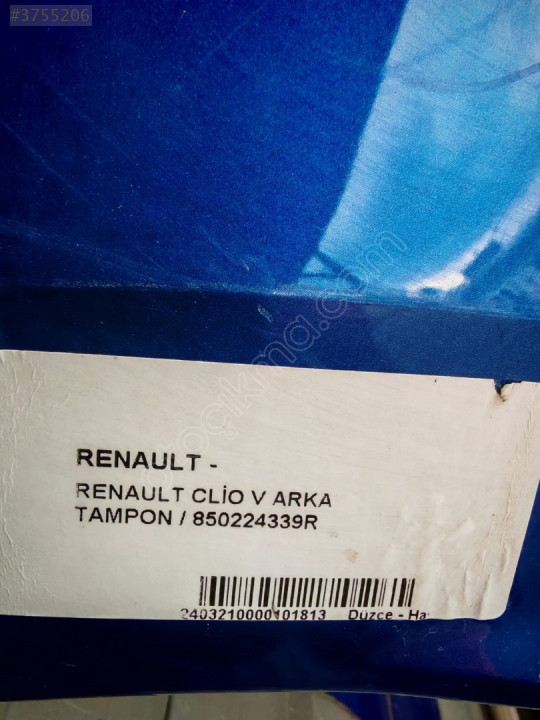 #3755206
RENAULT -
RENAULT CLİO V ARKA
TAMPON / 850224339R
2403210000101813 Düzce - Ha